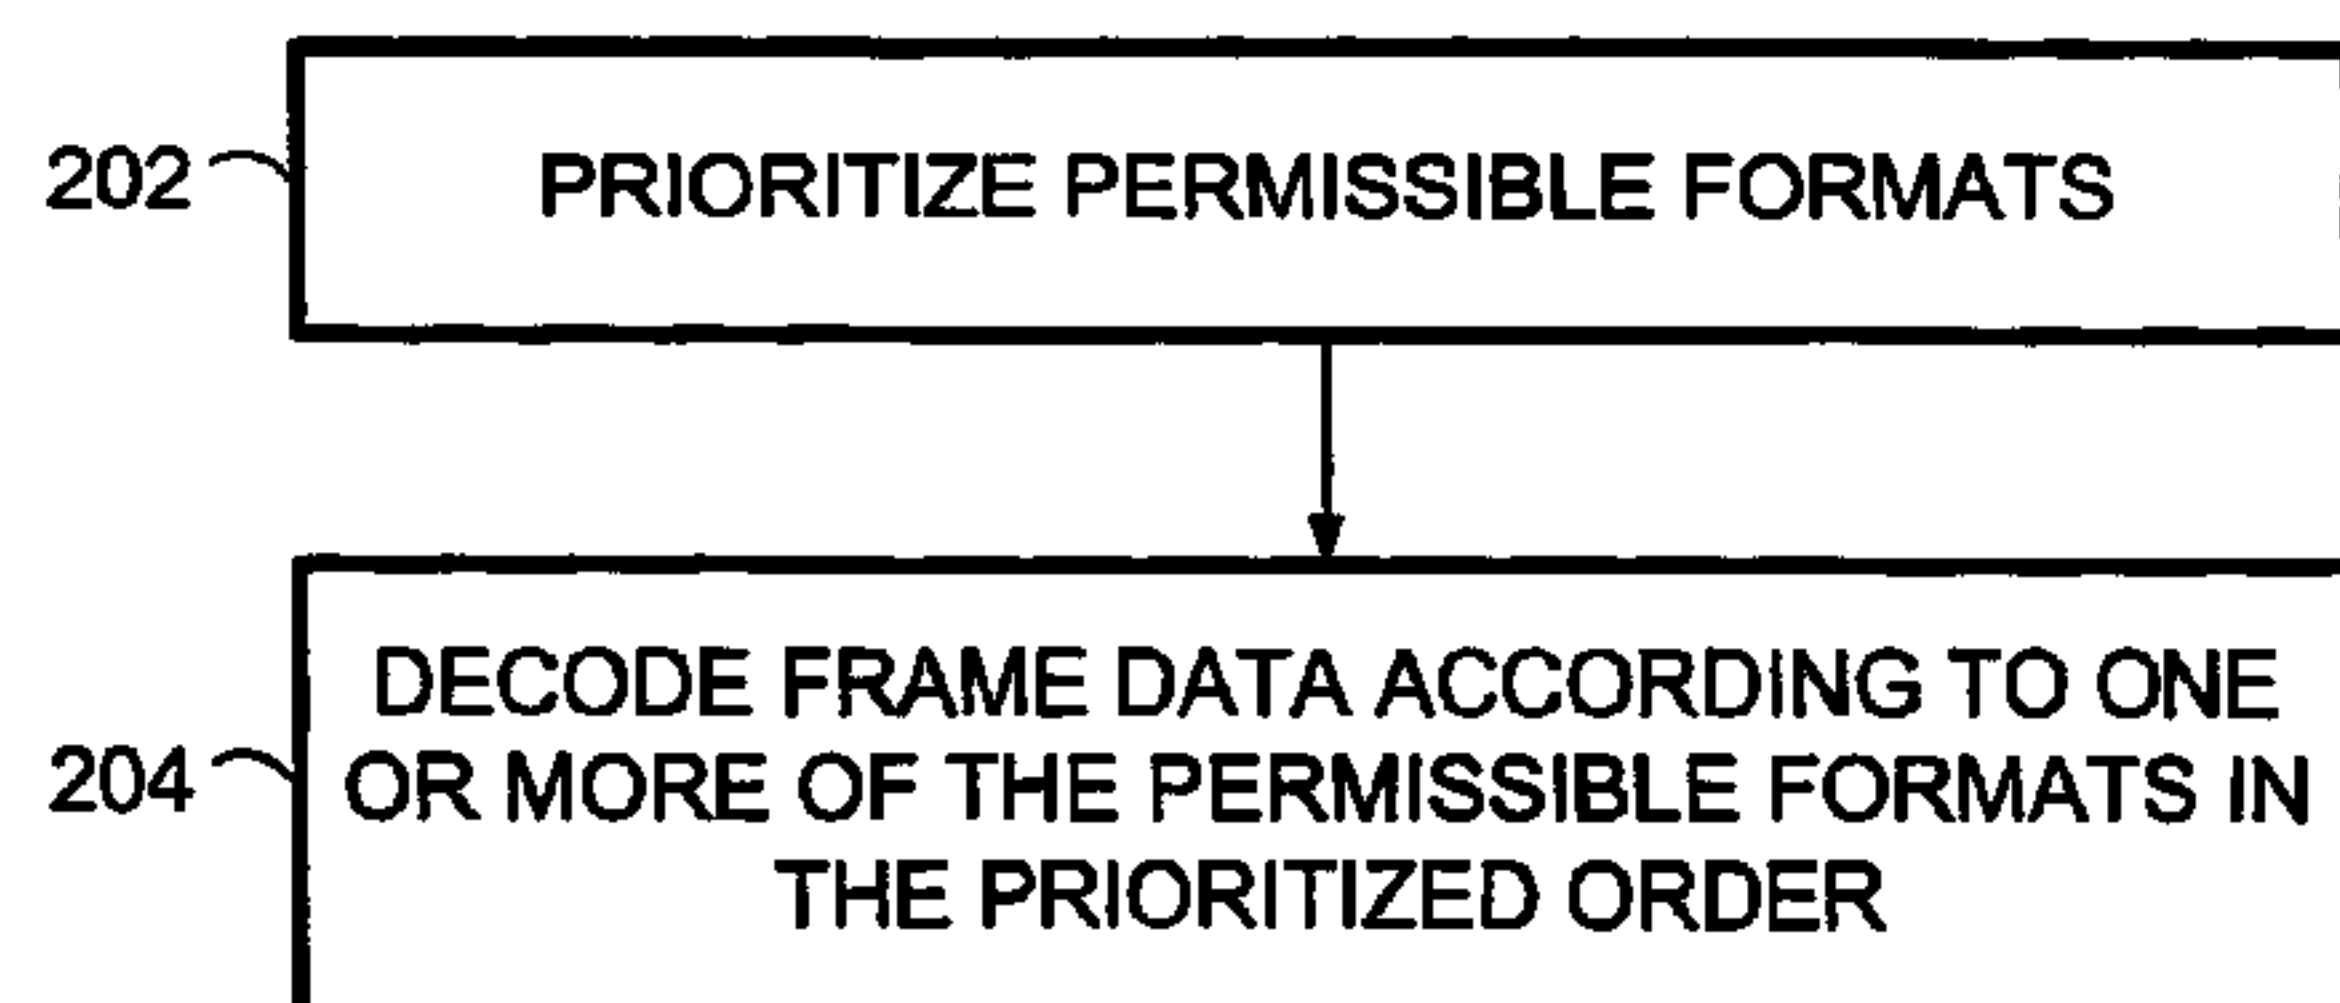 202
PRIORITIZE PERMISSIBLE FORMATS
204
DECODE FRAME DATA ACCORDING TO ONE
OR MORE OF THE PERMISSIBLE FORMATS IN
THE PRIORITIZED ORDER